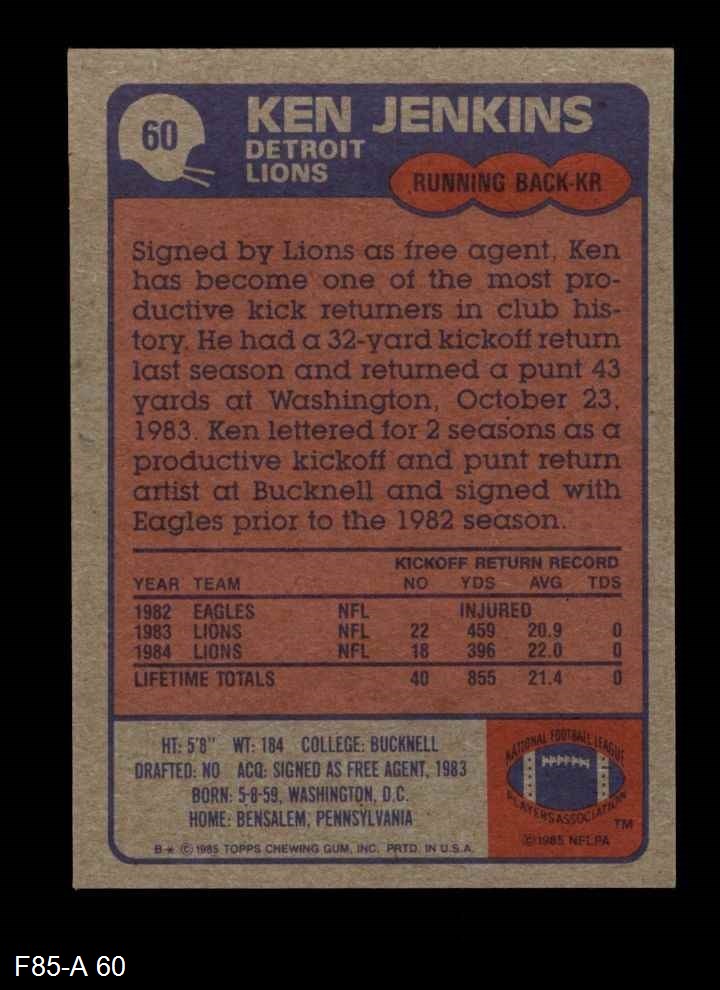 60
KEN JENKINS
DETROIT
LIONS
RUNNING BACK-KR
Signed by Lions as free agent, Ken
has become one of the most pro-
ductive kick returners in club his-
tory. He had a 32-yard kickoff return
last season and returned a punt 43
yards at Washington, October 23,
1983. Ken lettered for 2 seasons as a
productive kickoff and punt return
artist at Bucknell and signed with
Eagles prior to the 1982 season.
KICKOFF RETURN RECORD
YEAR TEAM NO YDS AVG TDS
1982 EAGLES NFL INJURED
1983 LIONS NFL 22 459 20.9 0
1984 LIONS NFL 18 396 22.0 0
LIFETIME TOTALS 40 855 21.4 0
HT: 5'8" WT: 184 COLLEGE: BUCKNELL
DRAFTED: NO ACQ: SIGNED AS FREE AGENT, 1983
BORN: 5-8-59, WASHINGTON, D.C.
HOME: BENSALEM, PENNSYLVANIA
B* © 1985 TOPPS CHEWING GUM, INC. PRTD. IN U.S.A.
NATIONAL FOOTBALL LEAGUE
PLAYERS ASSOCIATION
TM
© 1985 NFLPA
F85-A 60